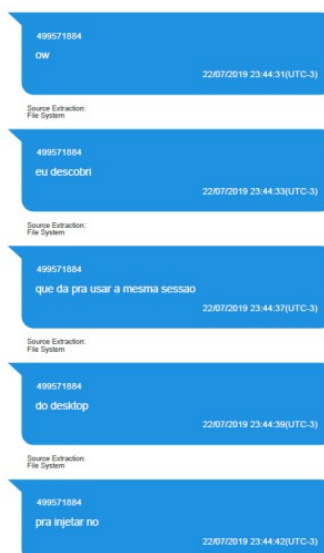 499571884
ow
22/07/2019 23:44:31(UTC-3)
Source Extraction:
File System
499571884
eu descobri
22/07/2019 23:44:33(UTC-3)
Source Extraction:
File System
499571884
que da pra usar a mesma sessao
22/07/2019 23:44:37(UTC-3)
Source Extraction:
File System
499571884
do desktop
22/07/2019 23:44:39(UTC-3)
Source Extraction:
File System
499571884
pra injetar no
22/07/2019 23:44:42(UTC-3)